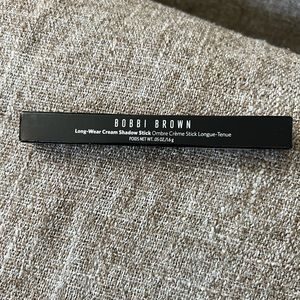 BOBBI BROWN
Long-Wear Cream Shadow Stick Ombre Crème Stick Longue-Tenue
POIDS NET WT. .05 OZ./1.6 g